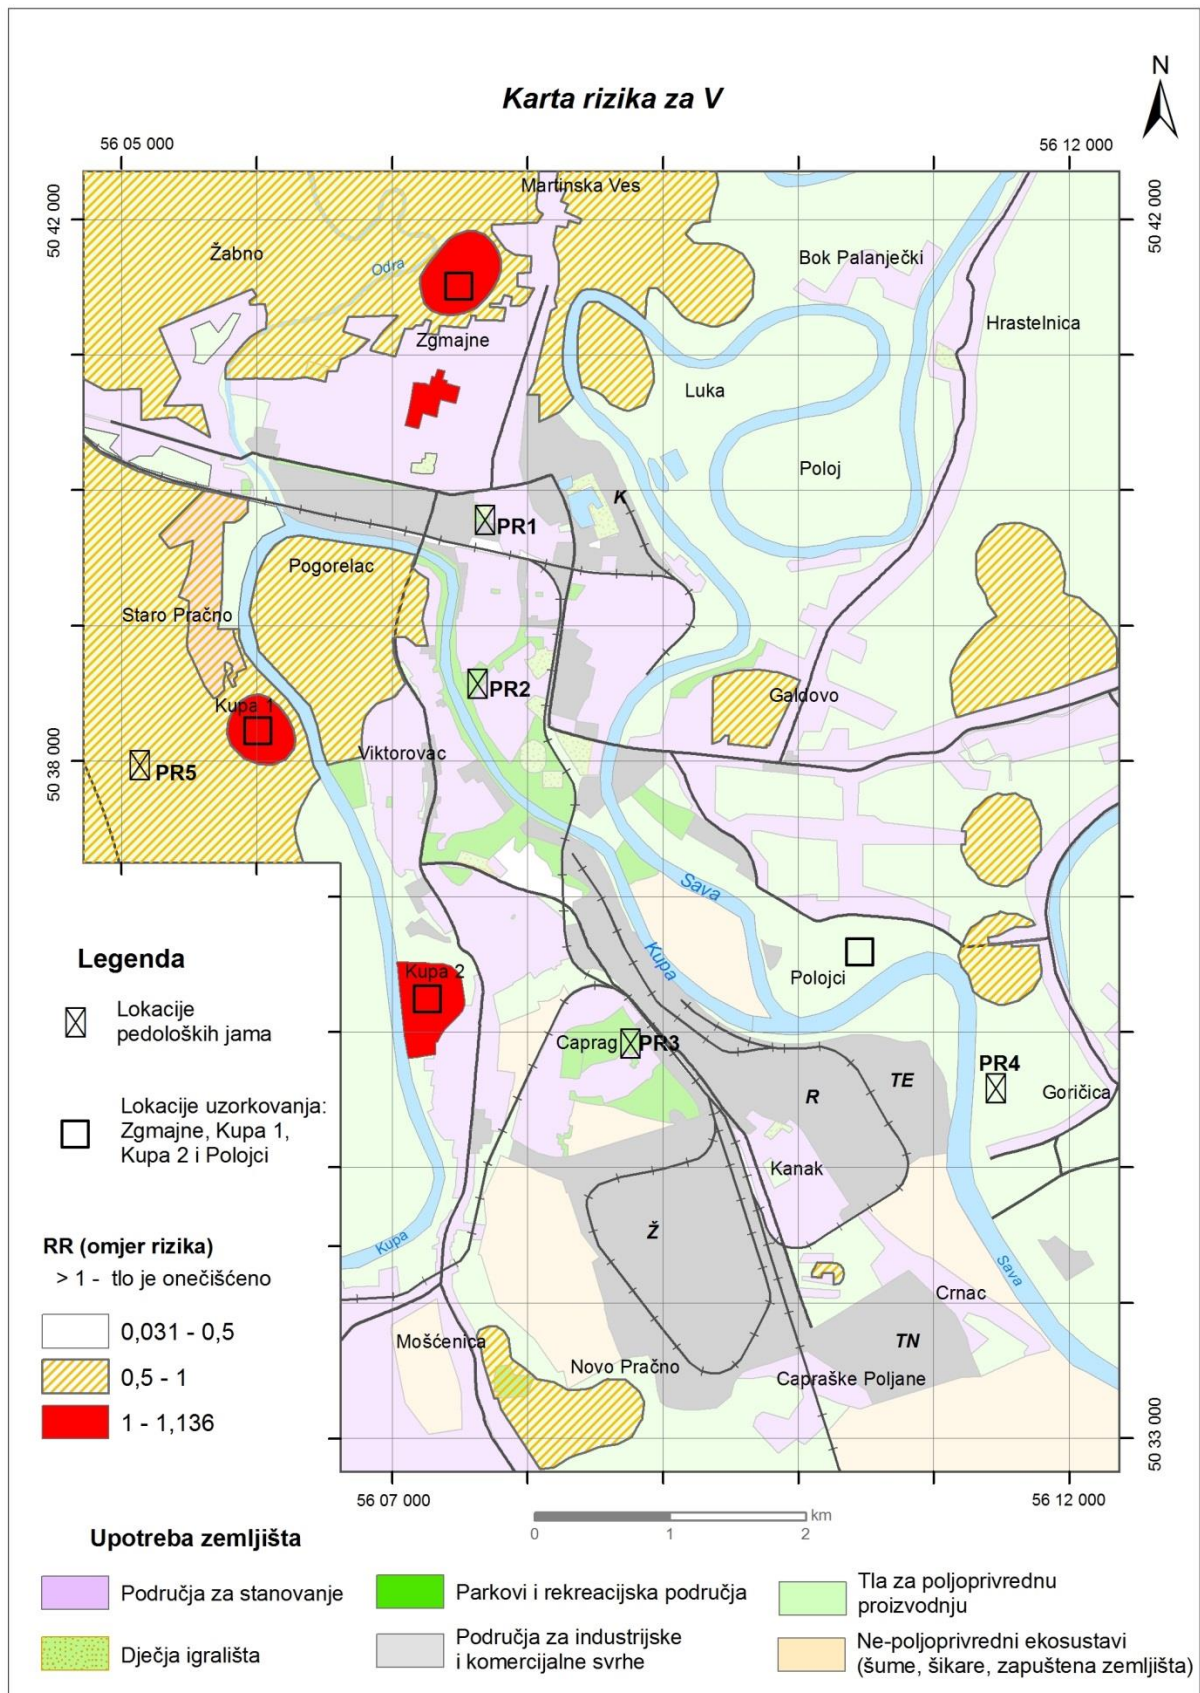 N
Karta rizika za V
56 05 000
56 12 000
50 42 000
50 42 000
Martinska Ves
Žabno
Odra
Bok Palanječki
Hrastelnica
Zgmajne
Luka
Poloj
K
PR1
Pogorelac
Staro Pračno
PR2
Galdovo
Kupa 1
Viktorovac
PR5
50 38 000
50 38 000
Sava
Kupa
Polojci
Kupa 2
Caprag
PR3
PR4
TE
R
Goričica
Kanak
Ž
Kupa
Sava
Crnac
Mošćenica
Novo Pračno
TN
Capraške Poljane
50 33 000
56 07 000
56 12 000
km
0
1
2
Legenda
Lokacije
pedoloških jama
Lokacije uzorkovanja:
Zgmajne, Kupa 1,
Kupa 2 i Polojci
RR (omjer rizika)
> 1 - tlo je onečišćeno
0,031 - 0,5
0,5 - 1
1 - 1,136
Upotreba zemljišta
Područja za stanovanje
Dječja igrališta
Parkovi i rekreacijska područja
Područja za industrijske
i komercijalne svrhe
Tla za poljoprivrednu
proizvodnju
Ne-poljoprivredni ekosustavi
(šume, šikare, zapuštena zemljišta)